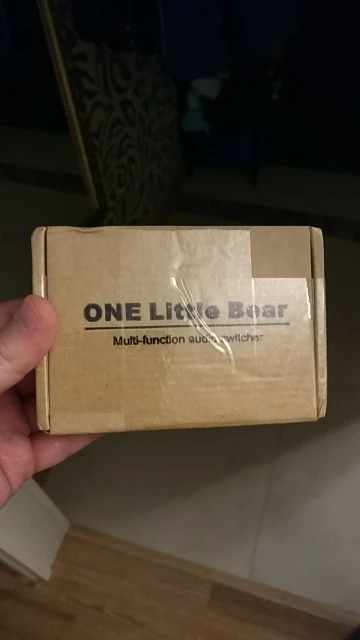 ONE Little Bear
Multi-function audio switcher